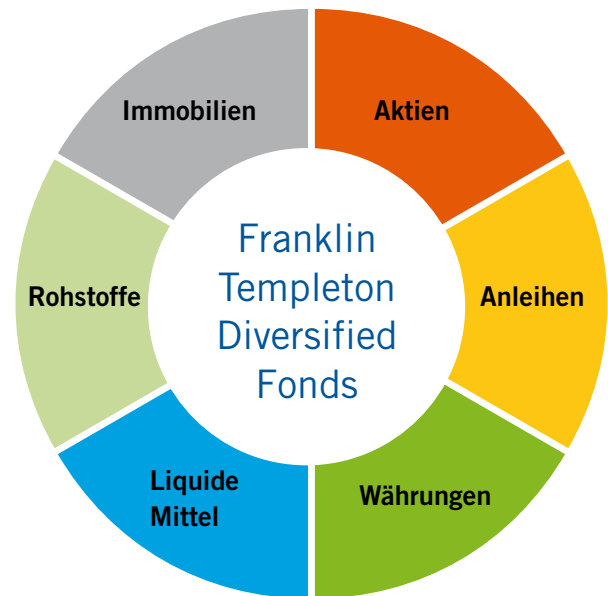 Immobilien
Aktien
Rohstoffe
Franklin
Templeton
Diversified
Fonds
Anleihen
Liquide
Mittel
Währungen